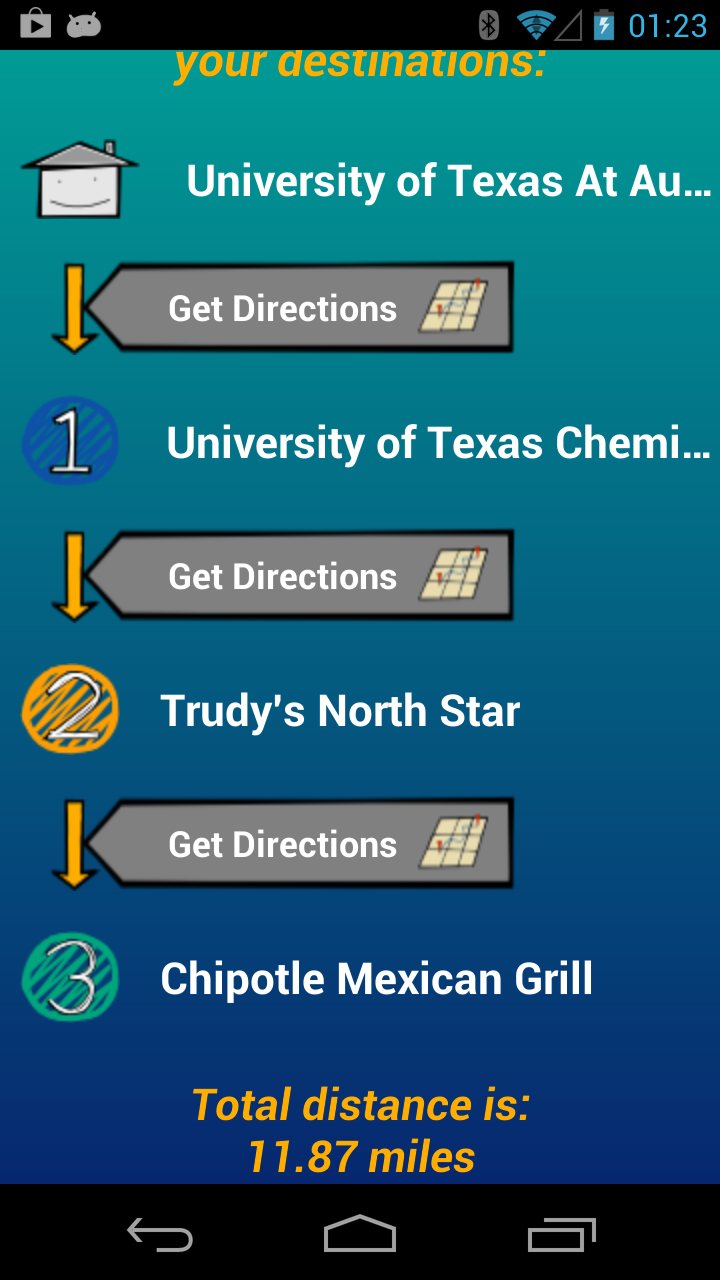 01:23
your destinations:
University of Texas At Au...
Get Directions
1
University of Texas Chemi...
Get Directions
2
Trudy's North Star
Get Directions
3
Chipotle Mexican Grill
Total distance is:
11.87 miles